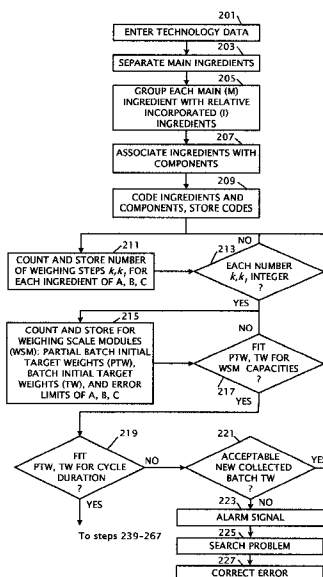 201
ENTER TECHNOLOGY DATA
203
SEPARATE MAIN INGREDIENTS
205
GROUP EACH MAIN (M)
INGREDIENT WITH RELATIVE
INCORPORATED (I)
INGREDIENTS
207
ASSOCIATE INGREDIENTS WITH
COMPONENTS
209
CODE INGREDIENTS AND
COMPONENTS, STORE CODES
211
COUNT AND STORE NUMBER
OF WEIGHING STEPS k,k₁ FOR
EACH INGREDIENT OF A, B, C
NO
213
EACH NUMBER
k,k₁ INTEGER
?
YES
215
COUNT AND STORE FOR
WEIGHING SCALE MODULES
(WSM): PARTIAL BATCH INITIAL
TARGET WEIGHTS (PTW),
BATCH INITIAL TARGET
WEIGHTS (TW), AND ERROR
LIMITS OF A, B, C
NO
FIT
PTW, TW FOR
WSM CAPACITIES
?
217
YES
219
FIT
PTW, TW FOR CYCLE
DURATION
?
NO
YES
To steps 239-267
221
ACCEPTABLE
NEW COLLECTED
BATCH TW
?
YES
NO
223
ALARM SIGNAL
225
SEARCH PROBLEM
227
CORRECT ERROR